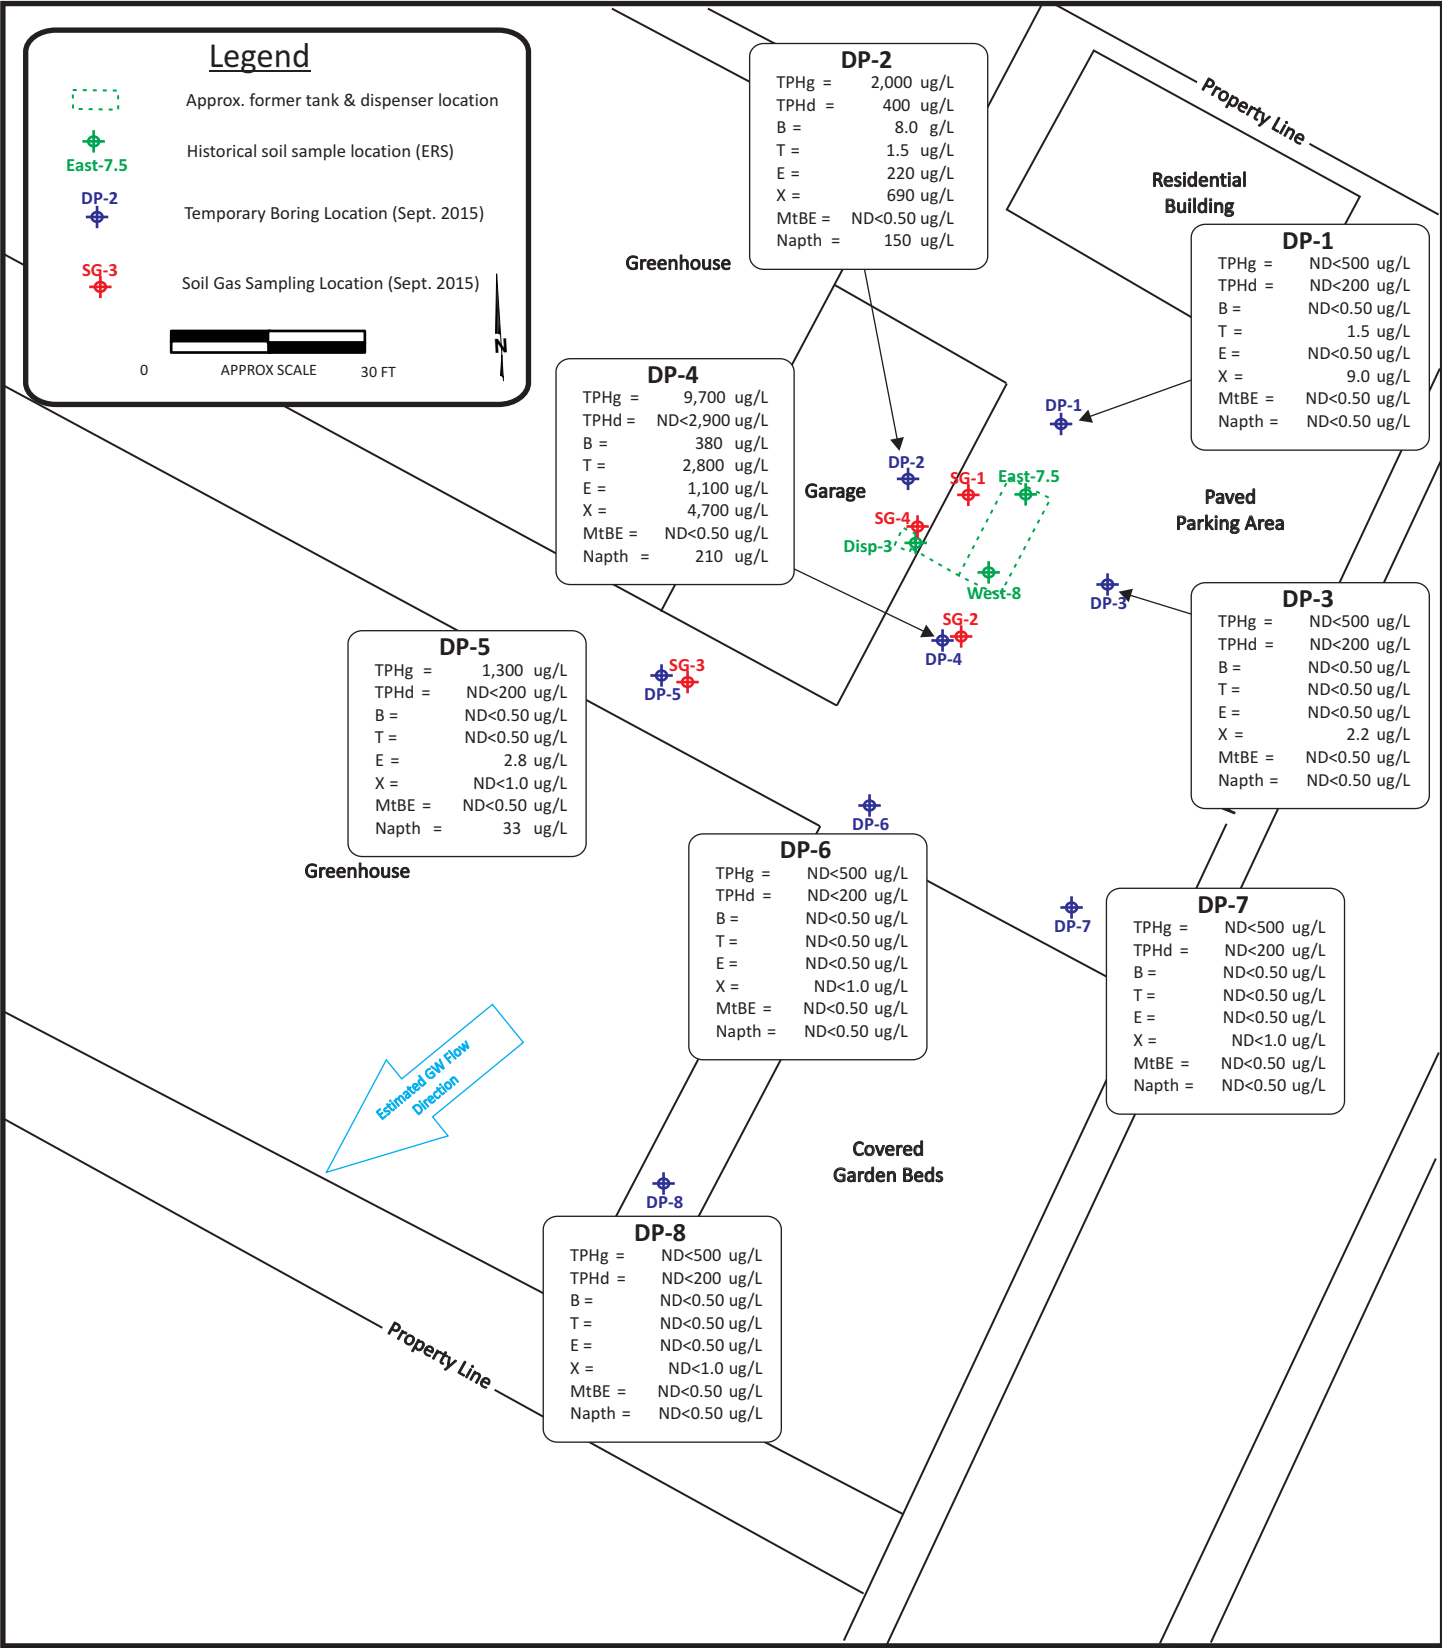 Legend
Approx. former tank & dispenser location
East-7.5
Historical soil sample location (ERS)
DP-2
Temporary Boring Location (Sept. 2015)
SG-3
Soil Gas Sampling Location (Sept. 2015)
N
0 APPROX SCALE 30 FT
DP-2
TPHg = 2,000 ug/L
TPHd = 400 ug/L
B = 8.0 g/L
T = 1.5 ug/L
E = 220 ug/L
X = 690 ug/L
MtBE = ND<0.50 ug/L
Napth = 150 ug/L
Property Line
Residential
Building
Greenhouse
DP-1
TPHg = ND<500 ug/L
TPHd = ND<200 ug/L
B = ND<0.50 ug/L
T = 1.5 ug/L
E = ND<0.50 ug/L
X = 9.0 ug/L
MtBE = ND<0.50 ug/L
Napth = ND<0.50 ug/L
DP-4
TPHg = 9,700 ug/L
TPHd = ND<2,900 ug/L
B = 380 ug/L
T = 2,800 ug/L
E = 1,100 ug/L
X = 4,700 ug/L
MtBE = ND<0.50 ug/L
Napth = 210 ug/L
DP-1
DP-2
SG-1
East-7.5
Garage
Paved
Parking Area
SG-4
Disp-3
West-8
DP-3
SG-2
DP-4
DP-3
TPHg = ND<500 ug/L
TPHd = ND<200 ug/L
B = ND<0.50 ug/L
T = ND<0.50 ug/L
E = ND<0.50 ug/L
X = 2.2 ug/L
MtBE = ND<0.50 ug/L
Napth = ND<0.50 ug/L
DP-5
TPHg = 1,300 ug/L
TPHd = ND<200 ug/L
B = ND<0.50 ug/L
T = ND<0.50 ug/L
E = 2.8 ug/L
X = ND<1.0 ug/L
MtBE = ND<0.50 ug/L
Napth = 33 ug/L
SG-3
DP-5
DP-6
Greenhouse
DP-6
TPHg = ND<500 ug/L
TPHd = ND<200 ug/L
B = ND<0.50 ug/L
T = ND<0.50 ug/L
E = ND<0.50 ug/L
X = ND<1.0 ug/L
MtBE = ND<0.50 ug/L
Napth = ND<0.50 ug/L
DP-7
DP-7
TPHg = ND<500 ug/L
TPHd = ND<200 ug/L
B = ND<0.50 ug/L
T = ND<0.50 ug/L
E = ND<0.50 ug/L
X = ND<1.0 ug/L
MtBE = ND<0.50 ug/L
Napth = ND<0.50 ug/L
Estimated GW Flow
Direction
Covered
Garden Beds
DP-8
DP-8
TPHg = ND<500 ug/L
TPHd = ND<200 ug/L
B = ND<0.50 ug/L
T = ND<0.50 ug/L
E = ND<0.50 ug/L
X = ND<1.0 ug/L
MtBE = ND<0.50 ug/L
Napth = ND<0.50 ug/L
Property Line